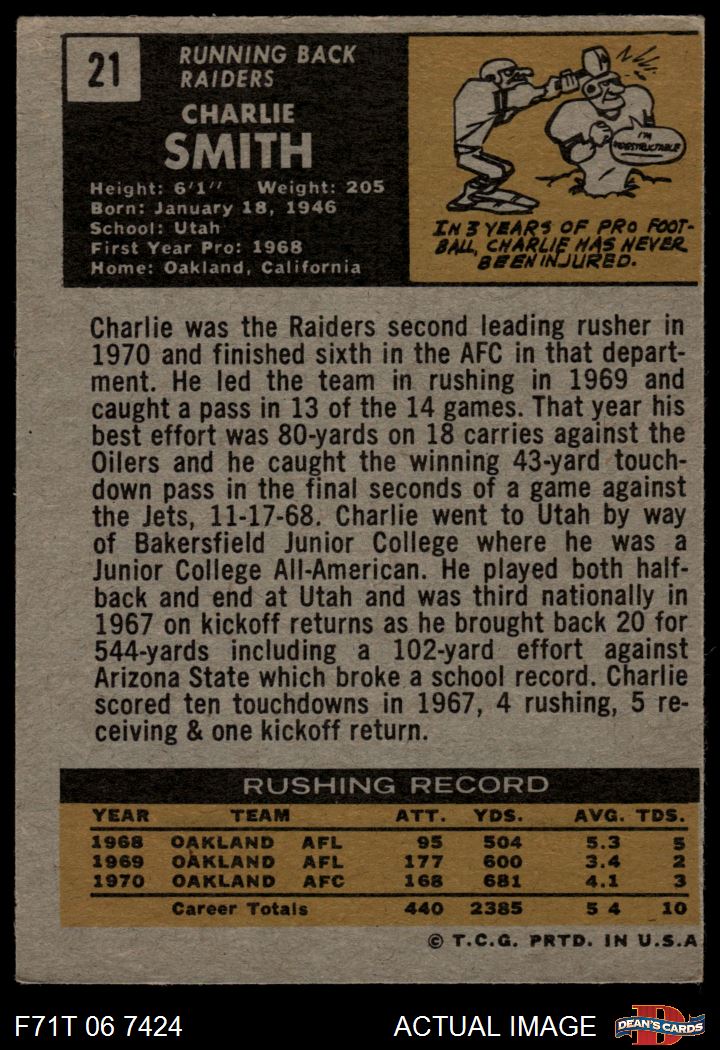 21
RUNNING BACK
RAIDERS
CHARLIE
SMITH
Height: 6'1" Weight: 205
Born: January 18, 1946
School: Utah
First Year Pro: 1968
Home: Oakland, California
I'M
INDESTRUCTABLE
IN 3 YEARS OF PRO FOOT-
BALL, CHARLIE HAS NEVER
BEEN INJURED.
Charlie was the Raiders second leading rusher in
1970 and finished sixth in the AFC in that depart-
ment. He led the team in rushing in 1969 and
caught a pass in 13 of the 14 games. That year his
best effort was 80-yards on 18 carries against the
Oilers and he caught the winning 43-yard touch-
down pass in the final seconds of a game against
the Jets, 11-17-68. Charlie went to Utah by way
of Bakersfield Junior College where he was a
Junior College All-American. He played both half-
back and end at Utah and was third nationally in
1967 on kickoff returns as he brought back 20 for
544-yards including a 102-yard effort against
Arizona State which broke a school record. Charlie
scored ten touchdowns in 1967, 4 rushing, 5 re-
ceiving & one kickoff return.
RUSHING RECORD
YEAR TEAM ATT. YDS. AVG. TDS.
1968 OAKLAND AFL 95 504 5.3 5
1969 OAKLAND AFL 177 600 3.4 2
1970 OAKLAND AFC 168 681 4.1 3
Career Totals 440 2385 5 4 10
© T.C.G. PRTD. IN U.S.A
F71T 06 7424 ACTUAL IMAGE
D
DEAN'S CARDS